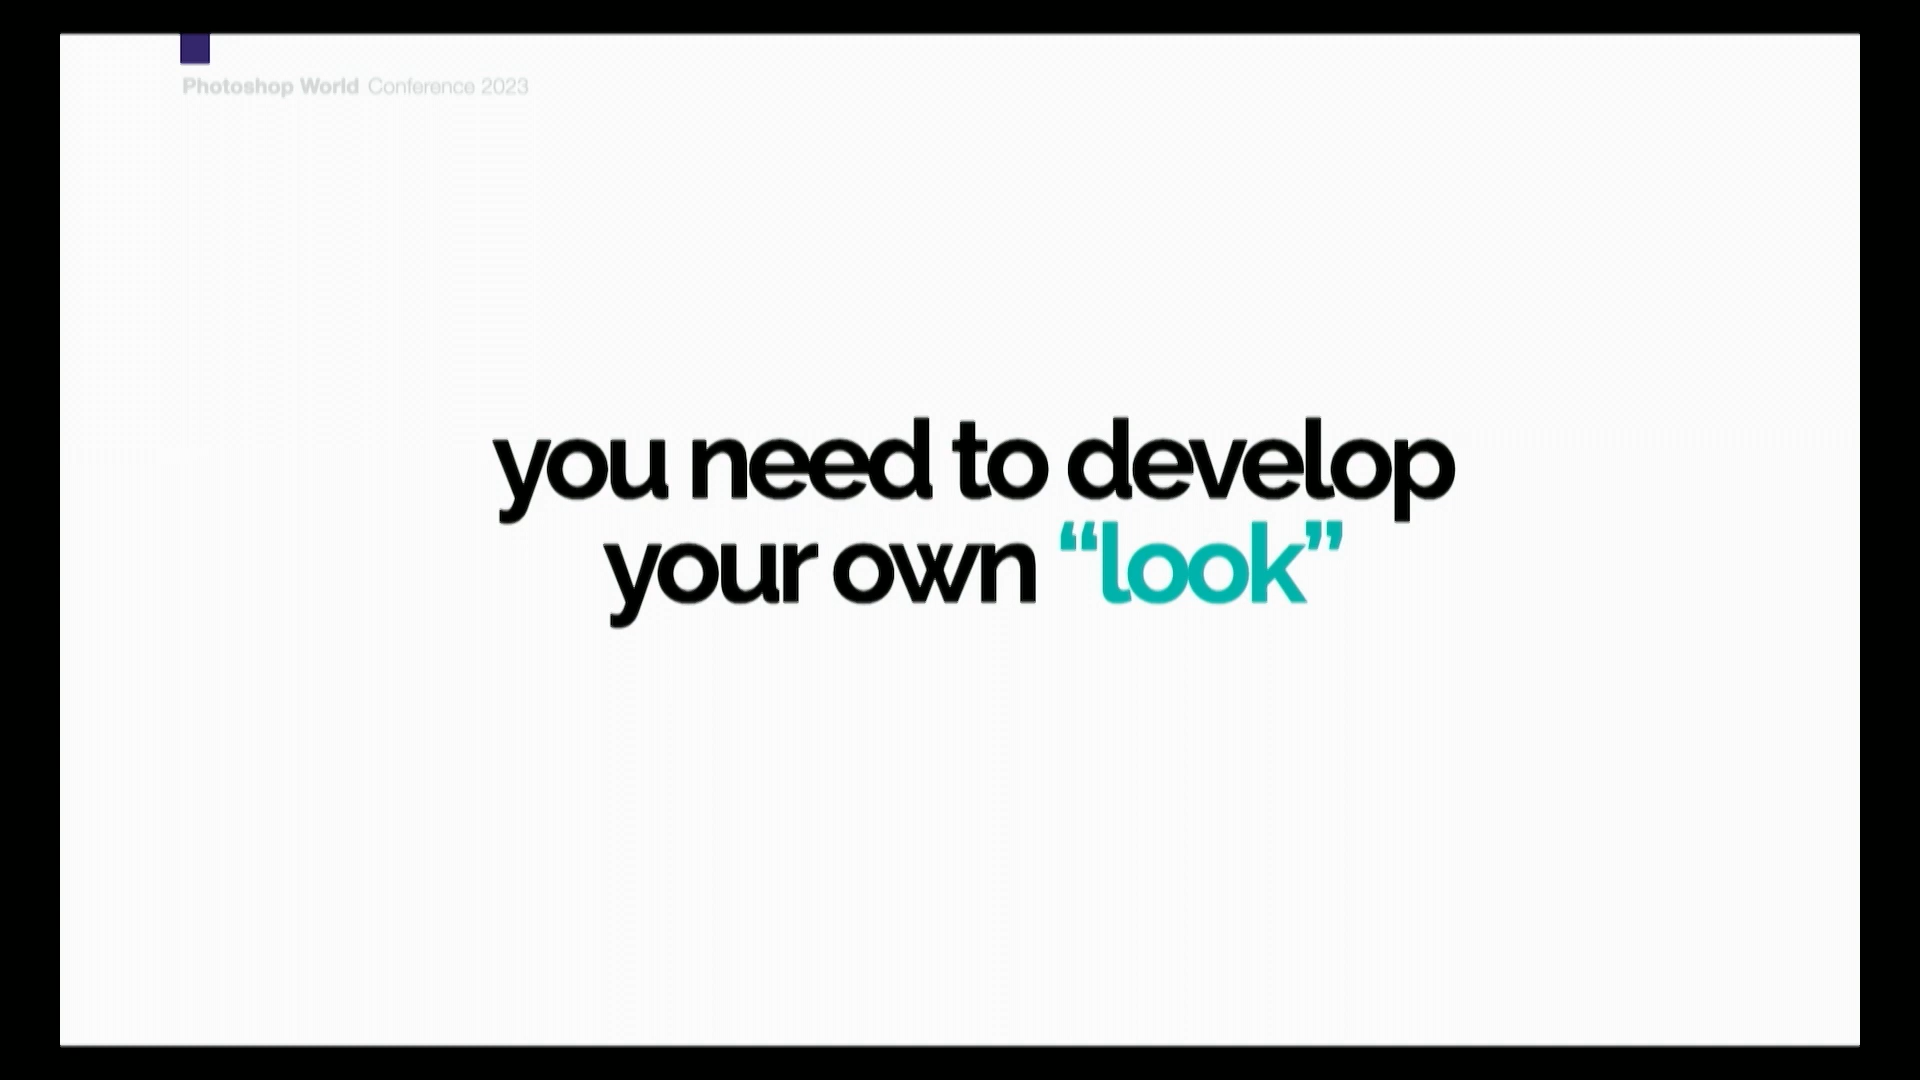 Photoshop World Conference 2023
you need to develop
your own “look”